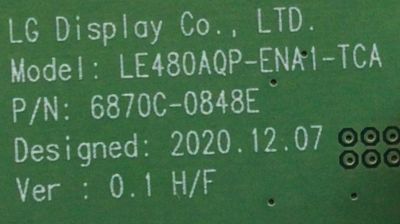 LG Display Co., LTD.
Model: LE480AQP-ENA1-TCA
P/N: 6870C-0848E
Designed: 2020.12.07
Ver : 0.1 H/F